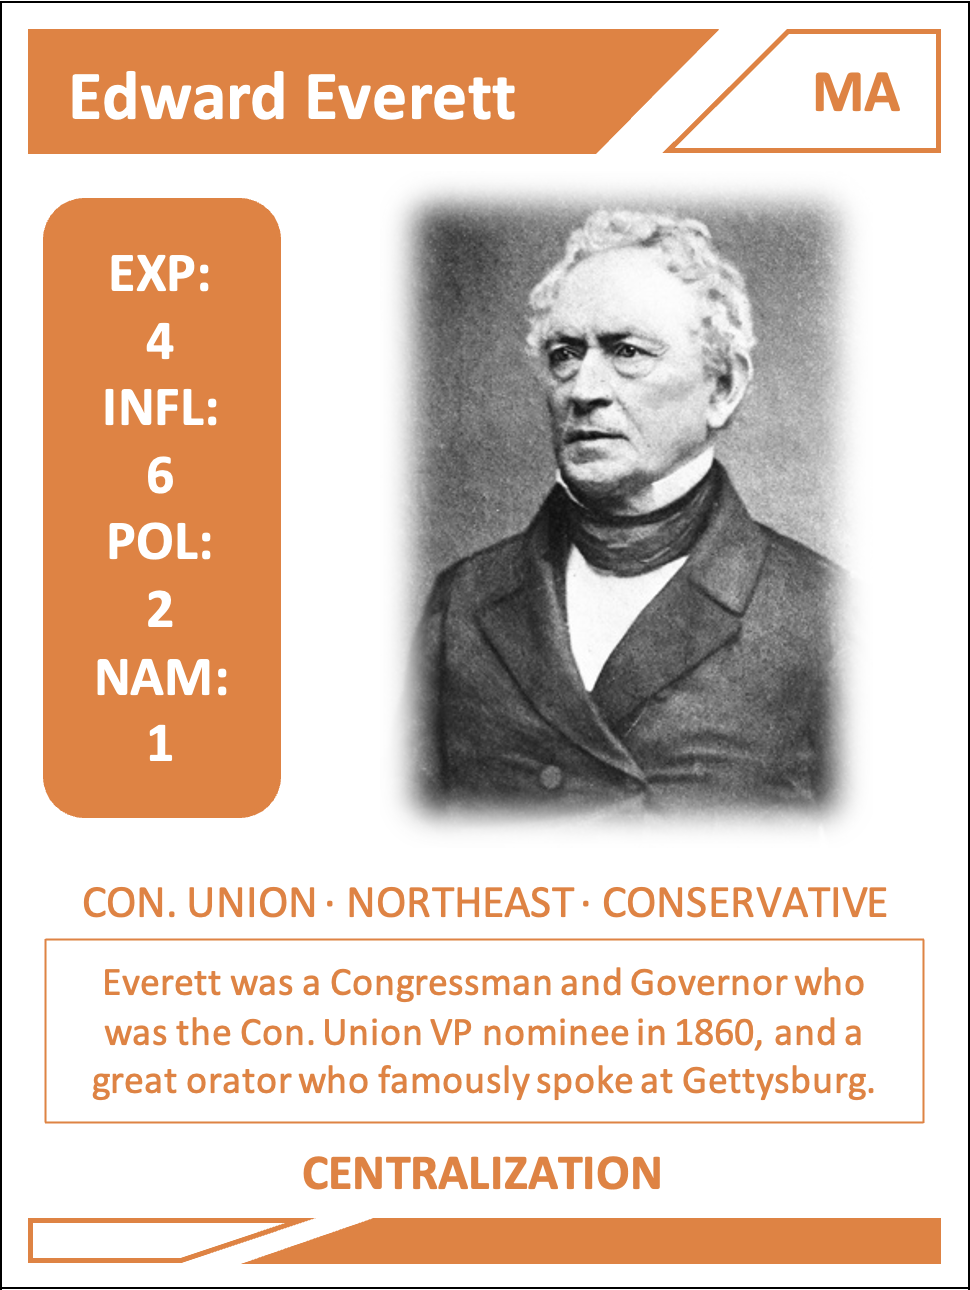 Edward Everett
MA
EXP:
4
INFL:
6
POL:
2
NAM:
1
CON. UNION · NORTHEAST · CONSERVATIVE
Everett was a Congressman and Governor who
was the Con. Union VP nominee in 1860, and a
great orator who famously spoke at Gettysburg.
CENTRALIZATION